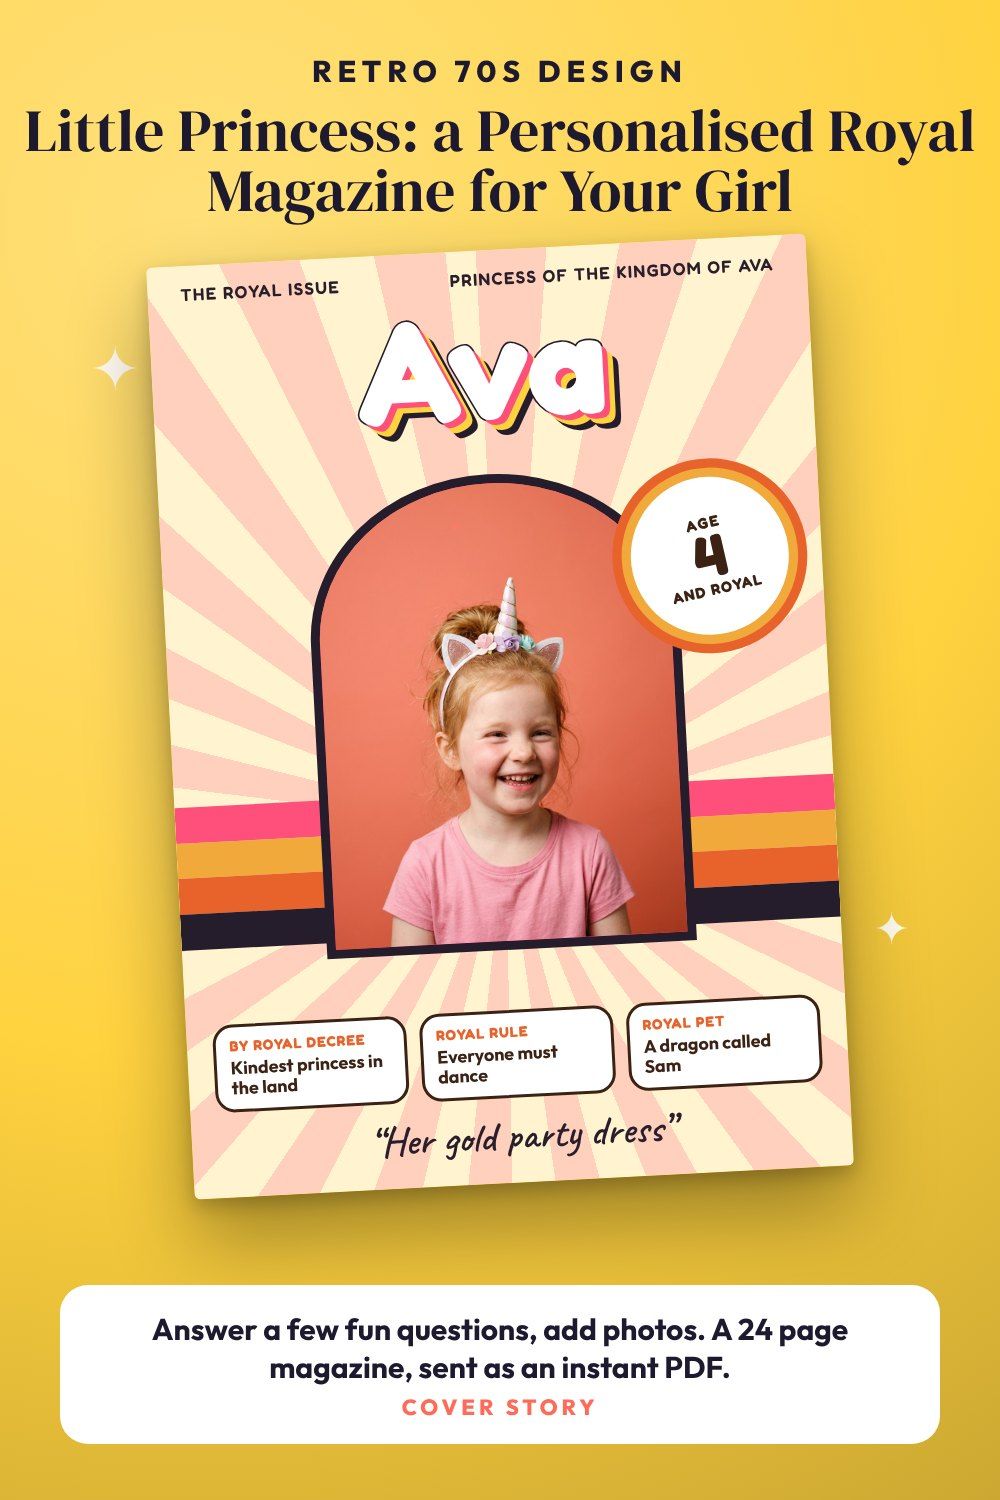 RETRO 70S DESIGN
Little Princess: a Personalised Royal
Magazine for Your Girl
THE ROYAL ISSUE
PRINCESS OF THE KINGDOM OF AVA
Ava
AGE
4
AND ROYAL
BY ROYAL DECREE
Kindest princess in
the land
ROYAL RULE
Everyone must
dance
ROYAL PET
A dragon called
Sam
“Her gold party dress”
Answer a few fun questions, add photos. A 24 page
magazine, sent as an instant PDF.
COVER STORY